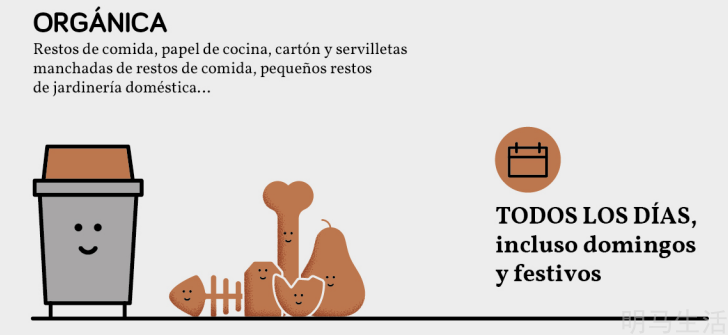 ORGÁNICA
Restos de comida, papel de cocina, cartón y servilletas
manchadas de restos de comida, pequeños restos
de jardinería doméstica...
TODOS LOS DÍAS,
incluso domingos
y festivos
明马生活